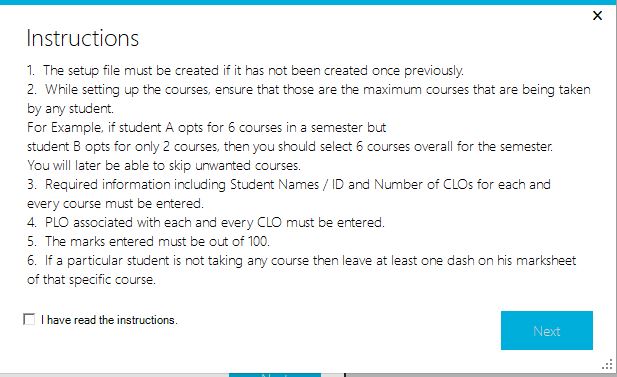 Instructions
1. The setup file must be created if it has not been created once previously.
2. While setting up the courses, ensure that those are the maximum courses that are being taken
by any student.
For Example, if student A opts for 6 courses in a semester but
student B opts for only 2 courses, then you should select 6 courses overall for the semester.
You will later be able to skip unwanted courses.
3. Required information including Student Names / ID and Number of CLOs for each and
every course must be entered.
4. PLO associated with each and every CLO must be entered.
5. The marks entered must be out of 100.
6. If a particular student is not taking any course then leave at least one dash on his marksheet
of that specific course.
I have read the instructions.
Next